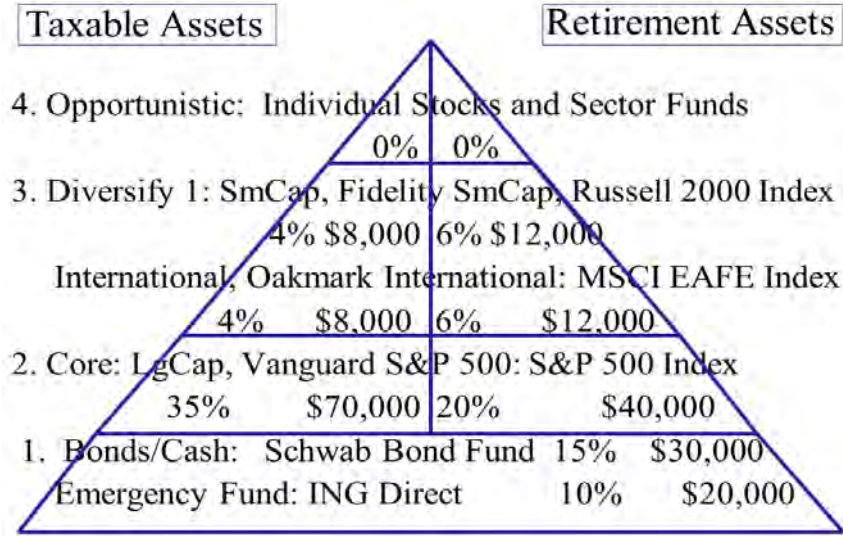 Taxable Assets Retirement Assets
4. Opportunistic: Individual Stocks and Sector Funds
0% 0%
3. Diversify 1: SmCap, Fidelity SmCap, Russell 2000 Index
4% $8,000 6% $12,000
International, Oakmark International: MSCI EAFE Index
4% $8,000 6% $12,000
2. Core: LgCap, Vanguard S&P 500: S&P 500 Index
35% $70,000 20% $40,000
1. Bonds/Cash: Schwab Bond Fund 15% $30,000
Emergency Fund: ING Direct 10% $20,000